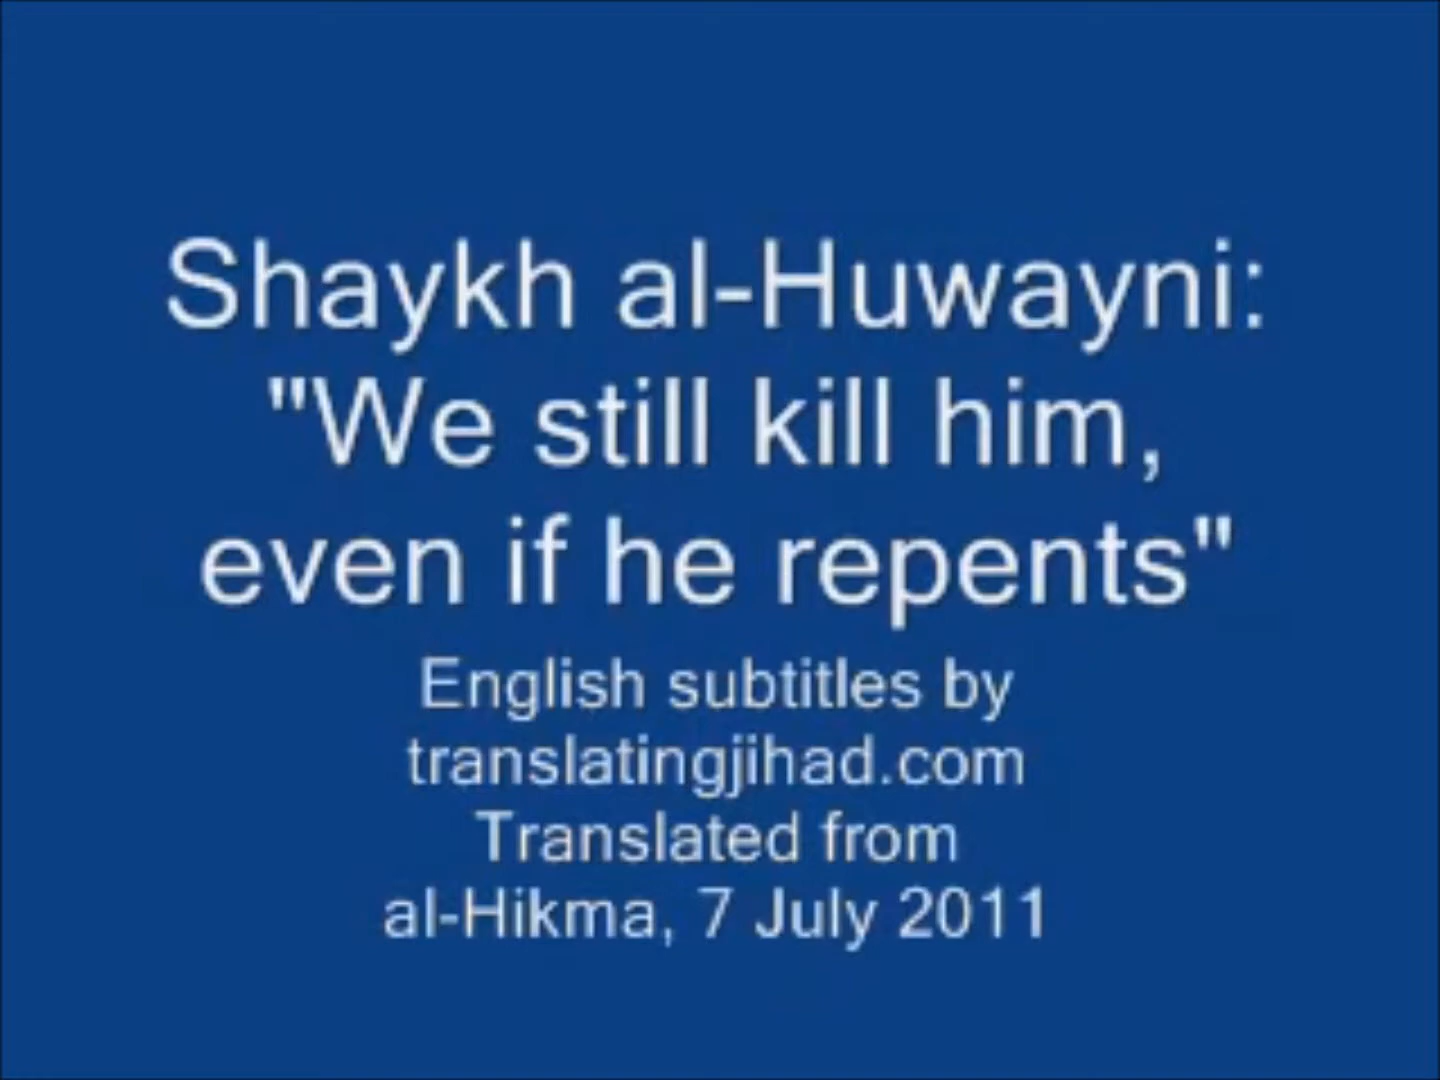 Shaykh al-Huwayni:
"We still kill him,
even if he repents"
English subtitles by
translatingjihad.com
Translated from
al-Hikma, 7 July 2011